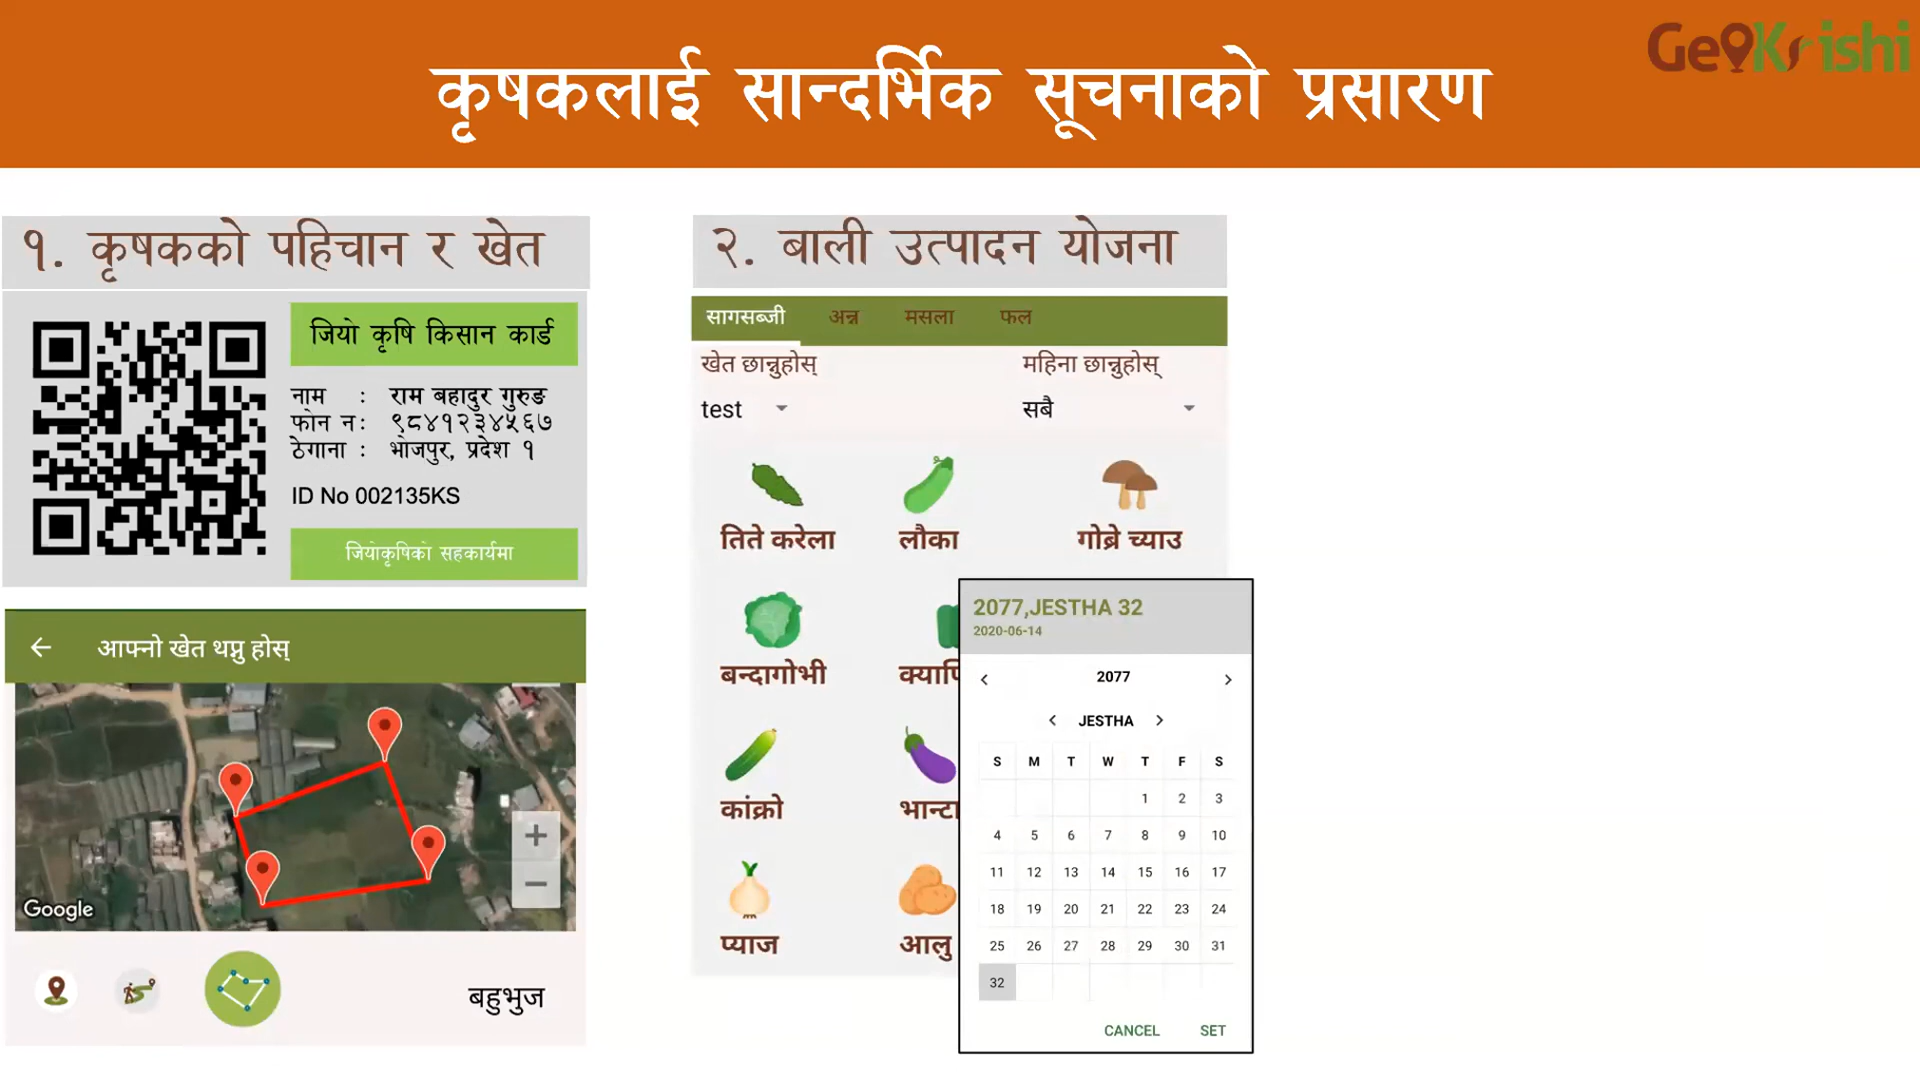 GeoKrishi
कृषकलाई सान्दर्भिक सूचनाको प्रसारण
१. कृषकको पहिचान र खेत
जियो कृषि किसान कार्ड
नाम : राम बहादुर गुरुङ
फोन न: ९८४१२३४५६७
ठेगाना : भोजपुर, प्रदेश १
ID No 002135KS
जियोकृषिको सहकार्यमा
आफ्नो खेत थप्नु होस्
Google
+
−
बहुभुज
२. बाली उत्पादन योजना
सागसब्जी अन्न मसला फल
खेत छान्नुहोस् महिना छान्नुहोस्
test सबै
तिते करेला लौका गोब्रे च्याउ
बन्दागोभी
कांक्रो
प्याज आलु
2077,JESTHA 32
2020-06-14
2077
JESTHA
S M T W T F S
1 2 3
4 5 6 7 8 9 10
11 12 13 14 15 16 17
18 19 20 21 22 23 24
25 26 27 28 29 30 31
32
CANCEL SET